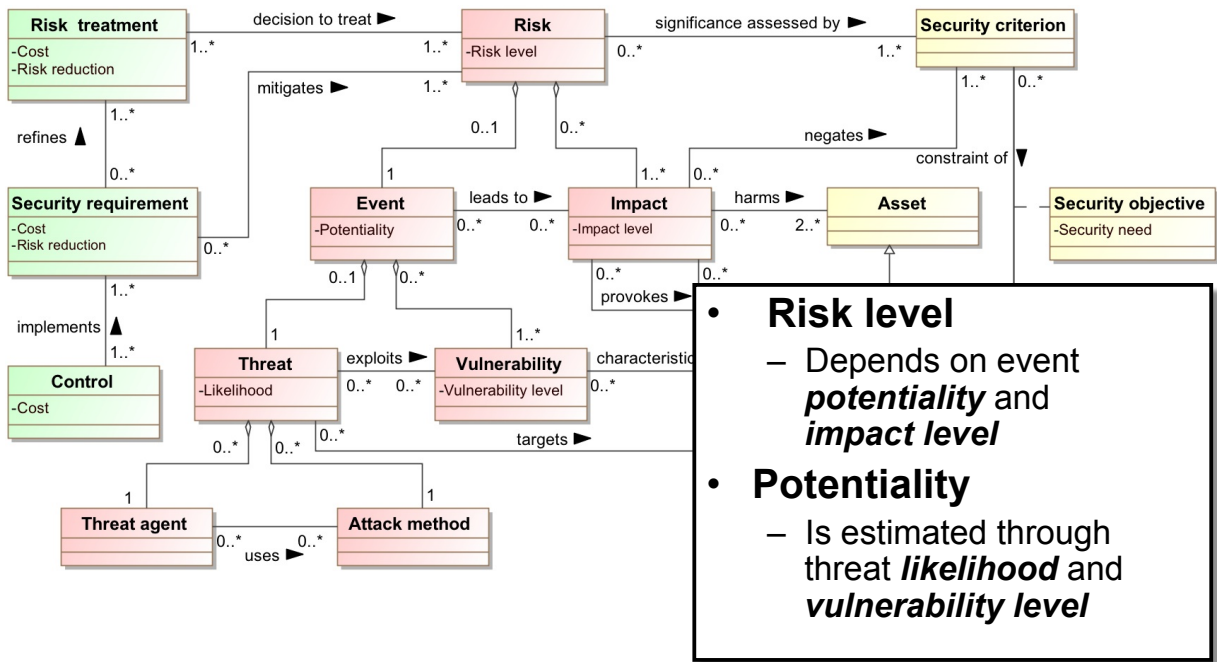 decision to treat ►
Risk treatment
-Cost
-Risk reduction
1..*
1..*
Risk
-Risk level
significance assessed by ►
0..*
1..*
Security criterion
mitigates ►
1..*
1..*
refines ▲
0..*
0..1
0..*
1
1..*
negates ►
0..*
1..*
0..*
constraint of ▼
Security requirement
-Cost
-Risk reduction
0..*
1..*
Event
-Potentiality
leads to ►
0..*
0..*
Impact
-Impact level
harms ►
0..*
2..*
Asset
Security objective
-Security need
0..1
0..*
0..*
0..*
provokes ►
implements ▲
1..*
Control
-Cost
1
1..*
Threat
-Likelihood
exploits ►
0..*
0..*
Vulnerability
-Vulnerability level
characteristic
0..*
0..*
0..*
0..*
targets ►
1
1
Threat agent
0..*
0..*
uses ►
Attack method
• Risk level
– Depends on event
potentiality and
impact level
• Potentiality
– Is estimated through
threat likelihood and
vulnerability level